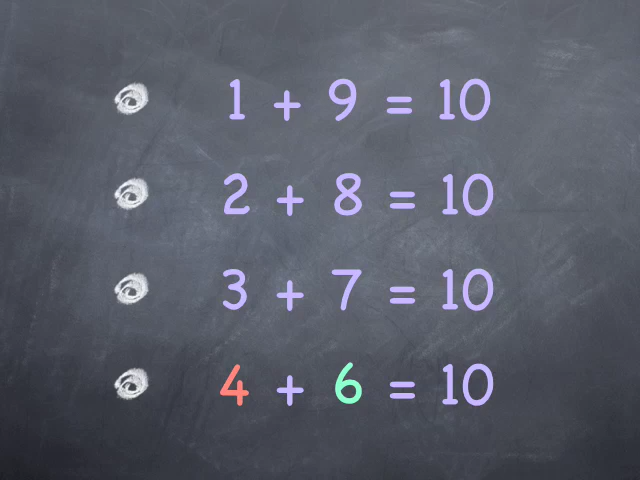 1 + 9 = 10
2 + 8 = 10
3 + 7 = 10
4 + 6 = 10